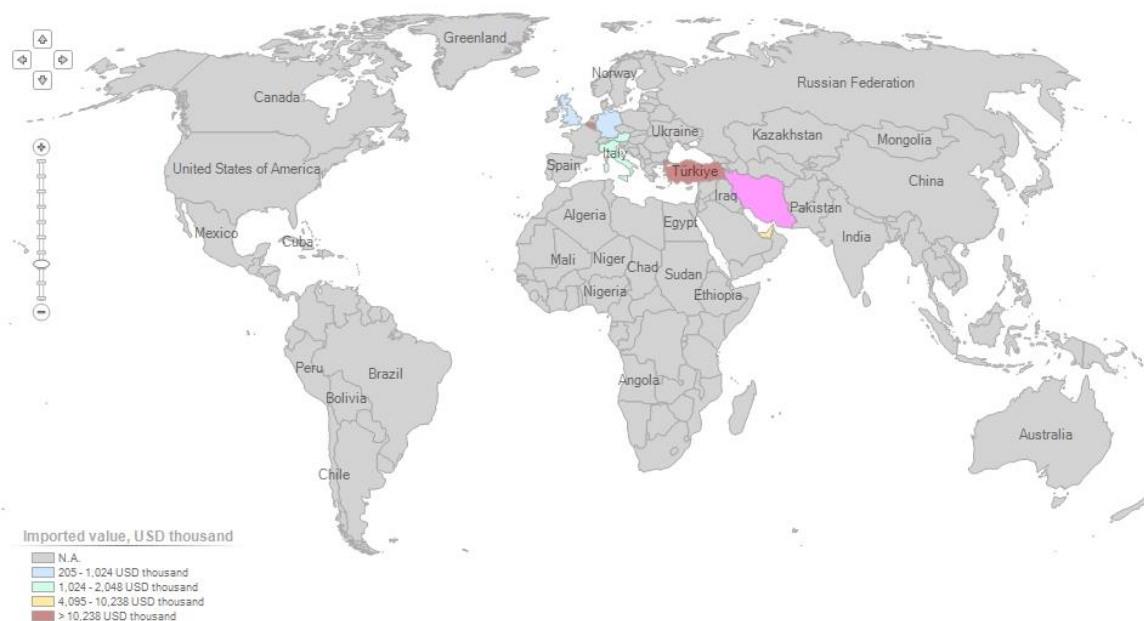 Greenland
Norway
Russian Federation
Canada
Ukraine
Kazakhstan
Mongolia
United States of America
Spain
Italy
Türkiye
China
Iraq
Pakistan
Mexico
Cuba
Algeria
Egypt
India
Mali
Niger
Chad
Sudan
Nigeria
Ethiopia
Peru
Brazil
Angola
Bolivia
Australia
Chile
Imported value, USD thousand
N.A.
205 - 1,024 USD thousand
1,024 - 2,048 USD thousand
4,095 - 10,238 USD thousand
> 10,238 USD thousand